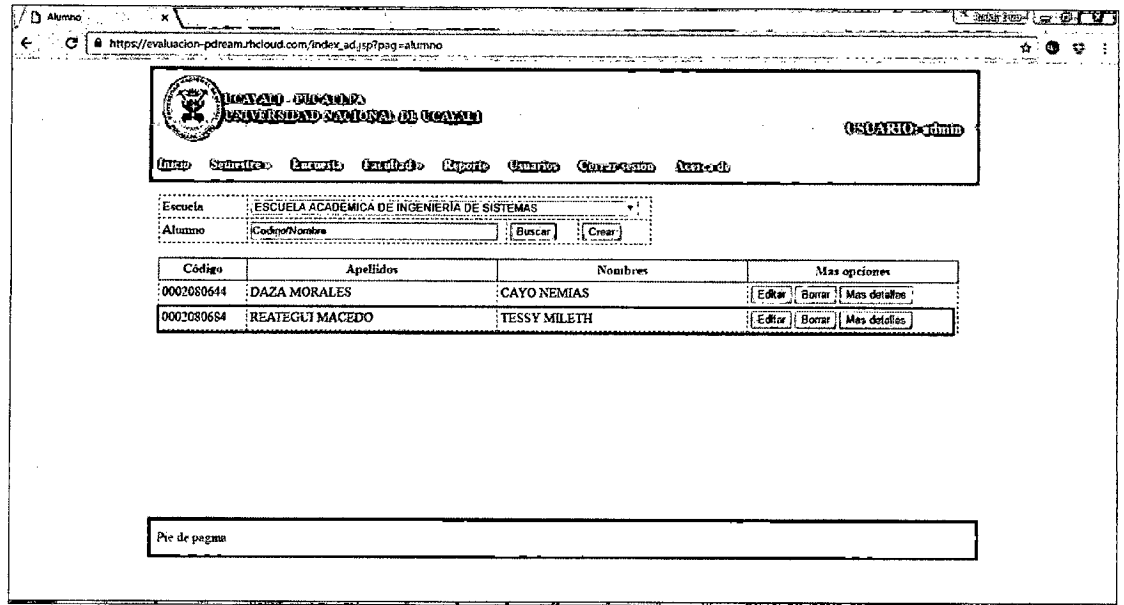 Alumno
https://evaluacion-pdream.rhcloud.com/index_ad.jsp?pag=alumno
UCAYALI - PUCALLPA
UNIVERSIDAD NACIONAL DE UCAYALI
USUARIO: admin
Inicio Semestre » Encuesta Facultad » Reporte Usuarios Cerrar sesion Acerca de
Escuela ESCUELA ACADEMICA DE INGENIERÍA DE SISTEMAS
Alumno Codigo/Nombre Buscar Crear
Código Apellidos Nombres Mas opciones
0002080644 DAZA MORALES CAYO NEMIAS Editar Borrar Mas detalles
0002080684 REATEGUI MACEDO TESSY MILETH Editar Borrar Mas detalles
Pie de pagina